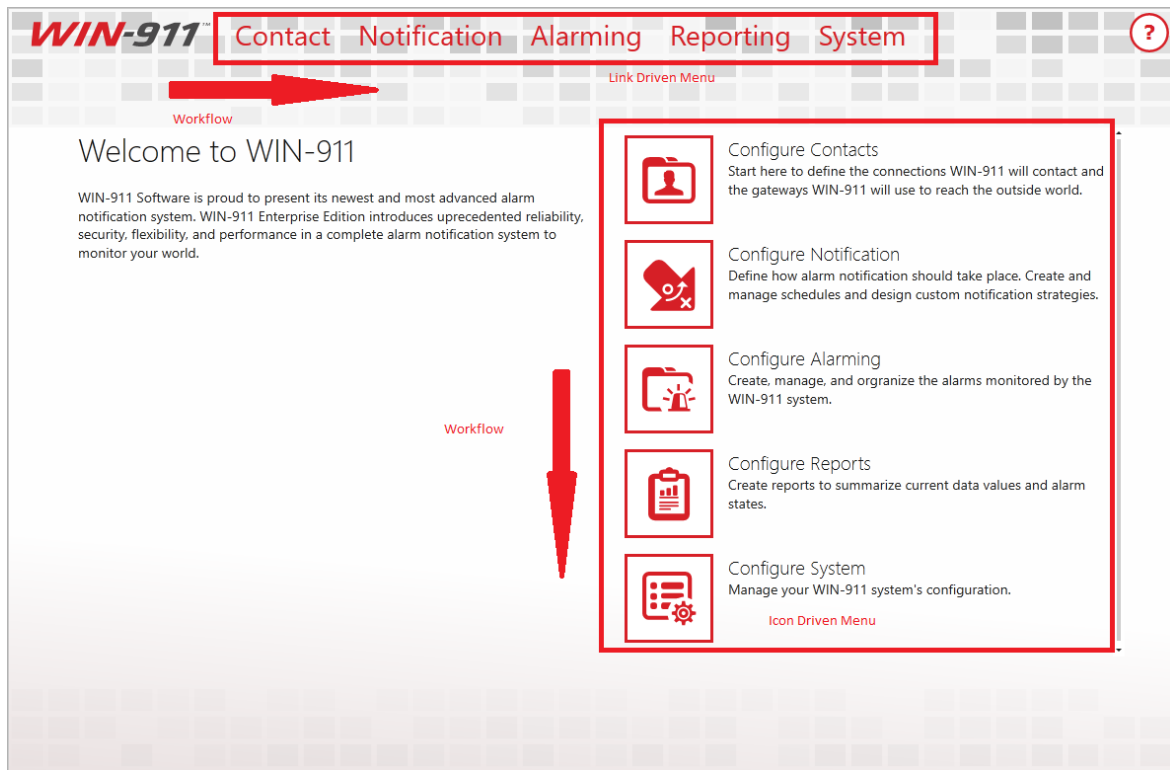 WIN-911™
Contact Notification Alarming Reporting System
?
Link Driven Menu
Workflow
Welcome to WIN-911
WIN-911 Software is proud to present its newest and most advanced alarm
notification system. WIN-911 Enterprise Edition introduces uprecedented reliability,
security, flexibility, and performance in a complete alarm notification system to
monitor your world.
Workflow
Configure Contacts
Start here to define the connections WIN-911 will contact and
the gateways WIN-911 will use to reach the outside world.
Configure Notification
Define how alarm notification should take place. Create and
manage schedules and design custom notification strategies.
Configure Alarming
Create, manage, and orgranize the alarms monitored by the
WIN-911 system.
Configure Reports
Create reports to summarize current data values and alarm
states.
Configure System
Manage your WIN-911 system's configuration.
Icon Driven Menu